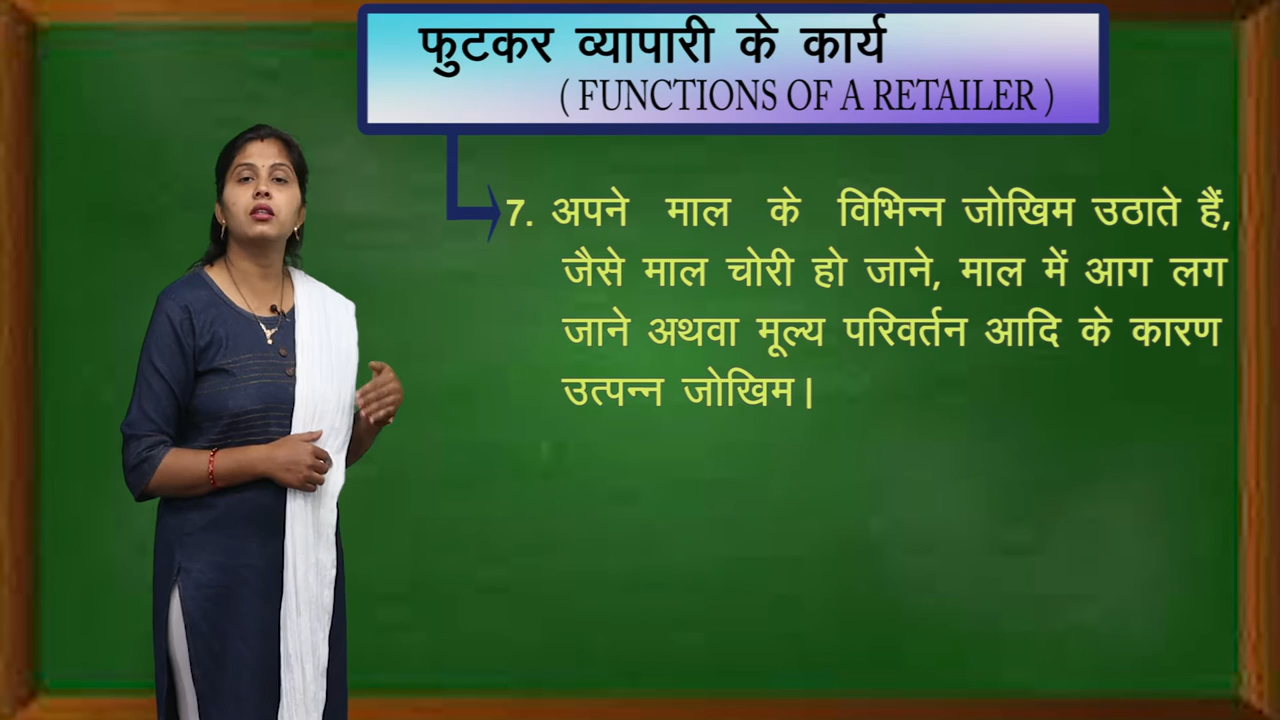 फुटकर व्यापारी के कार्य
( FUNCTIONS OF A RETAILER )
7. अपने माल के विभिन्न जोखिम उठाते हैं,
जैसे माल चोरी हो जाने, माल में आग लग
जाने अथवा मूल्य परिवर्तन आदि के कारण
उत्पन्न जोखिम।